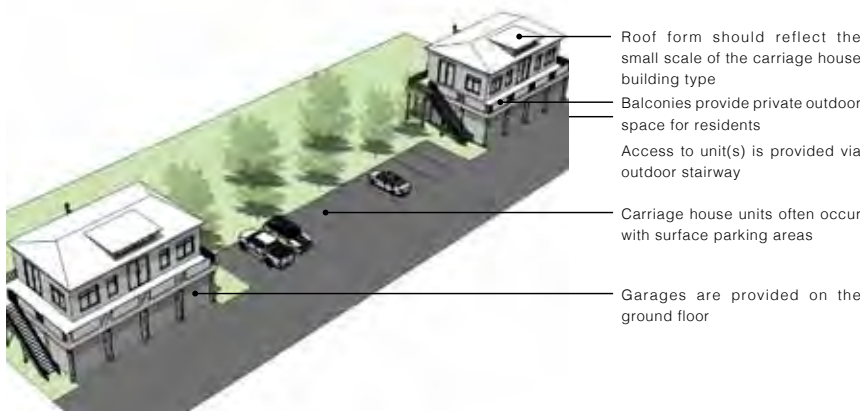 Roof form should reflect the
small scale of the carriage house
building type
Balconies provide private outdoor
space for residents
Access to unit(s) is provided via
outdoor stairway
Carriage house units often occur
with surface parking areas
Garages are provided on the
ground floor